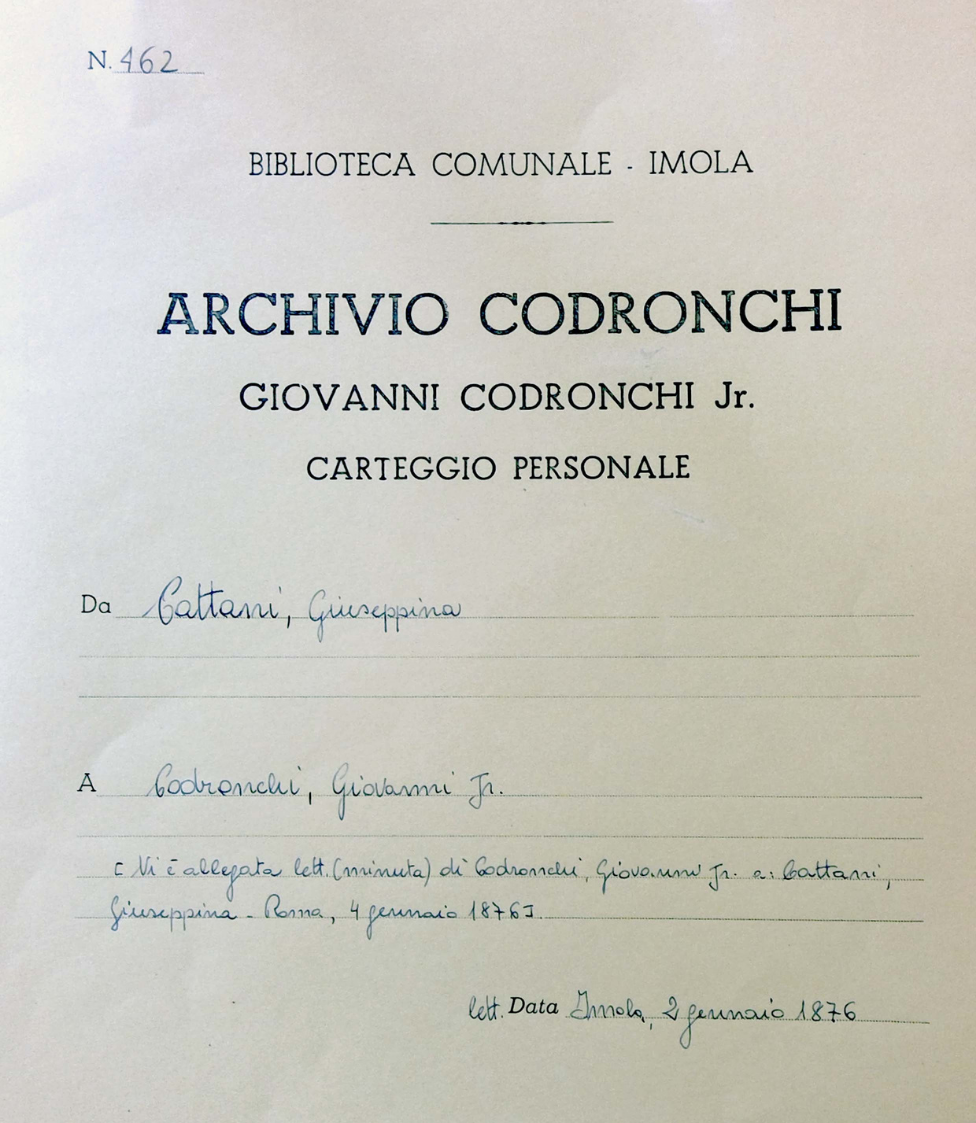 N. 462
BIBLIOTECA COMUNALE - IMOLA
ARCHIVIO CODRONCHI
GIOVANNI CODRONCHI Jr.
CARTEGGIO PERSONALE
Da Cattani, Giuseppina
A Codronchi, Giovanni Jr.
[Vi è allegata lett. (minuta) di Codronchi, Giovanni Jr. a: Cattani,
Giuseppina - Roma, 4 gennaio 1876].
lett. Data Imola, 2 gennaio 1876